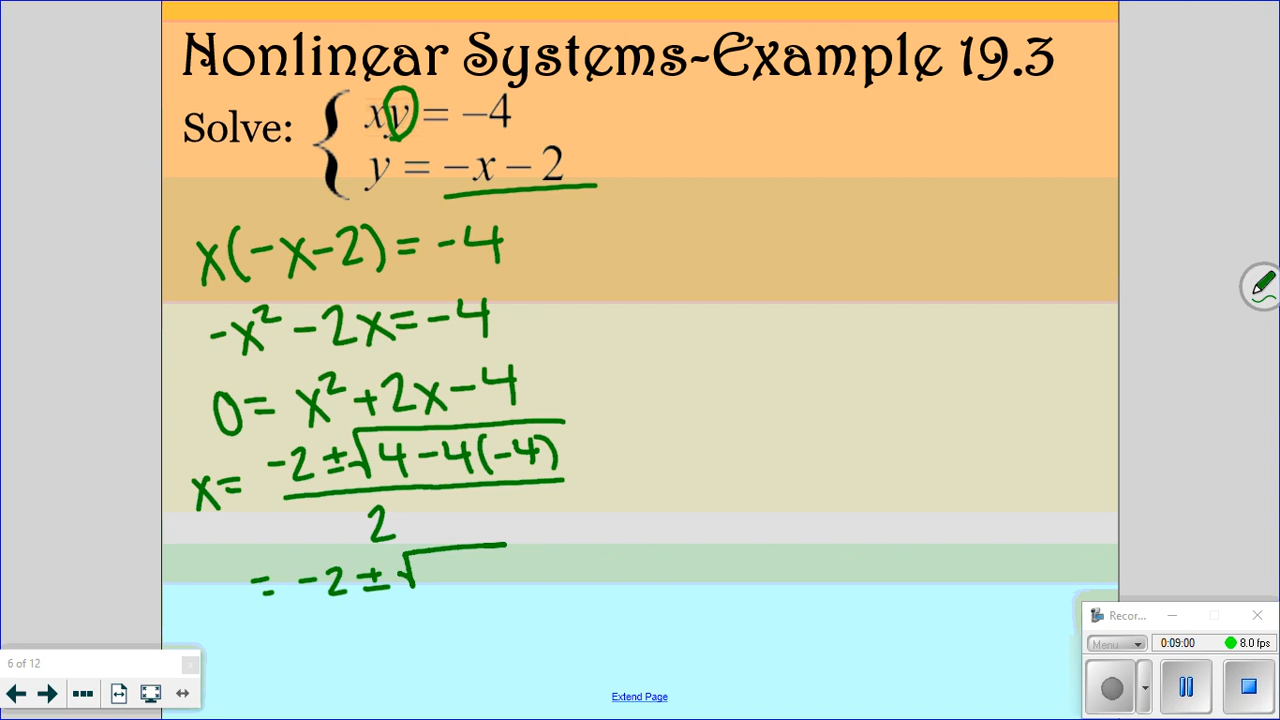 Nonlinear Systems-Example 19.3
Solve: { xy = −4
y = −x − 2
x(-x-2) = -4
-x² - 2x = -4
0 = x² + 2x - 4
x = (-2 ± √(4 - 4(-4))) / 2
= -2 ± √
Recor...
Menu
0:09:00
8.0 fps
6 of 12
x
Extend Page